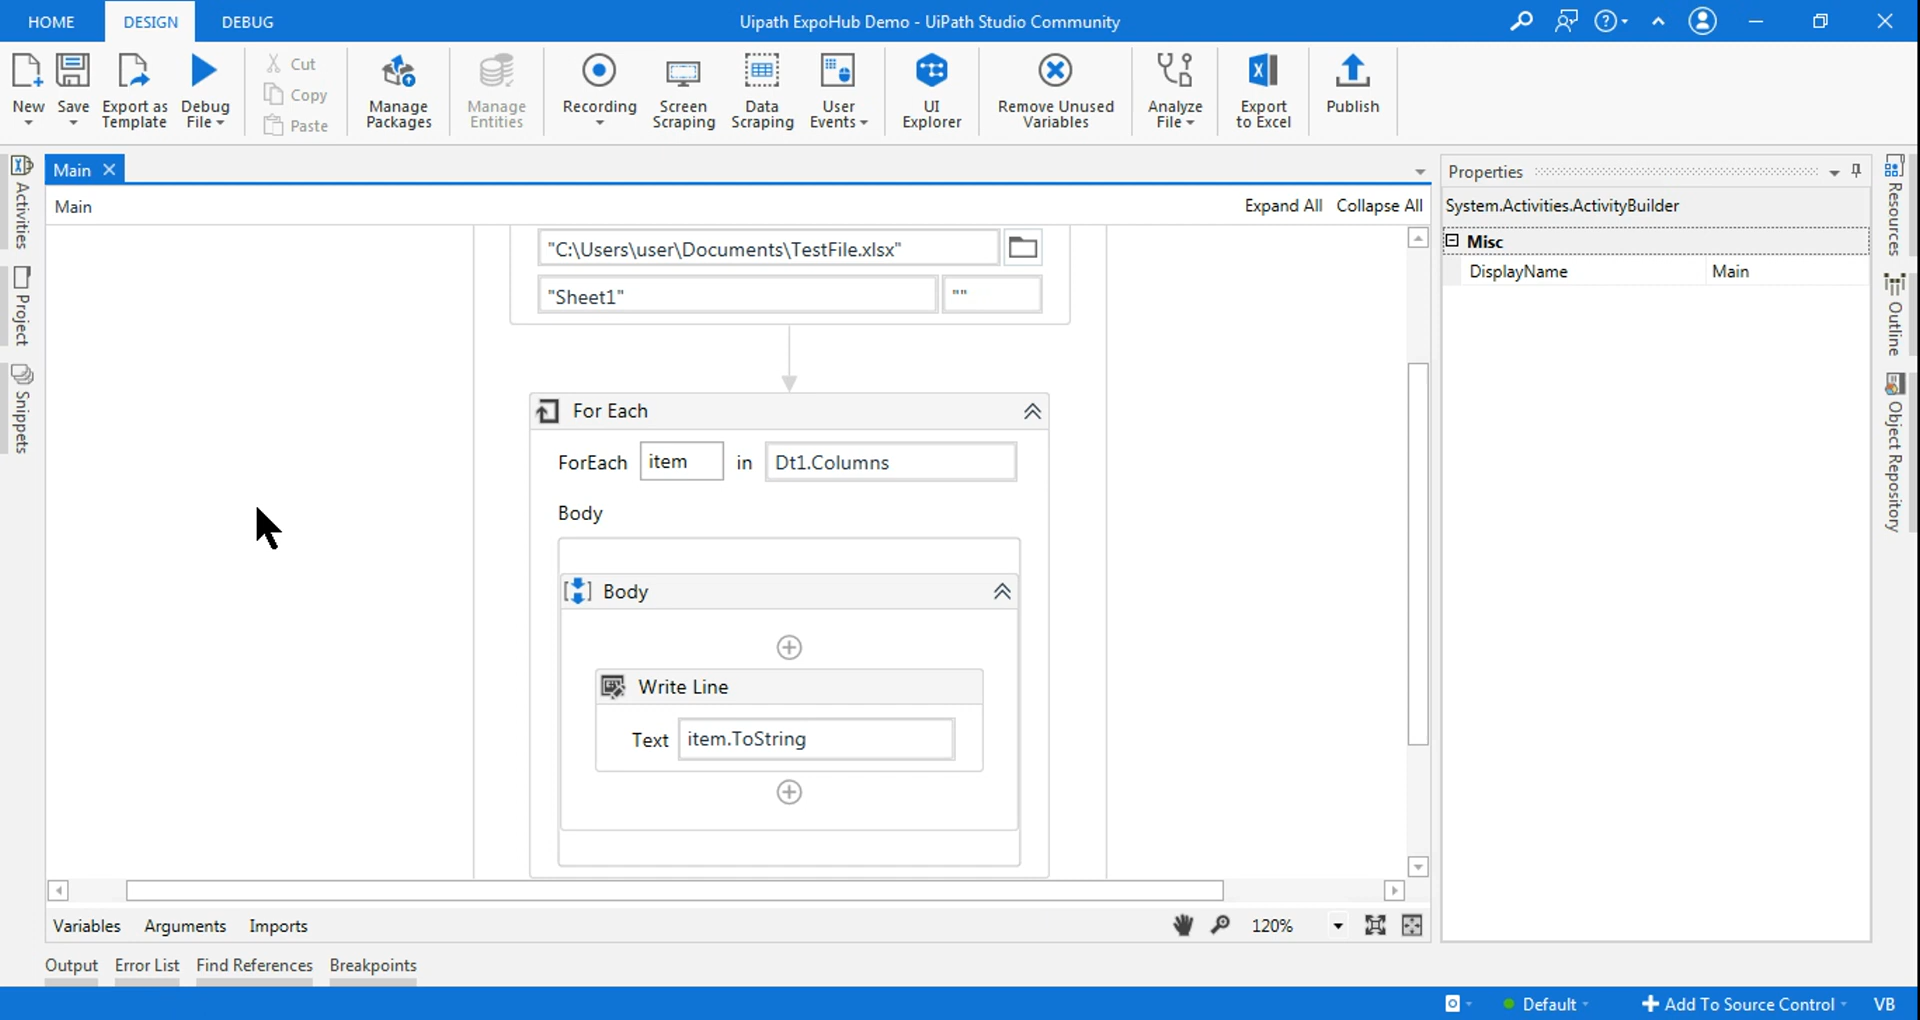 HOME DESIGN DEBUG Uipath ExpoHub Demo - UiPath Studio Community
New Save Export as Template Debug File Cut Copy Paste Manage Packages Manage Entities Recording Screen Scraping Data Scraping User Events UI Explorer Remove Unused Variables Analyze File Export to Excel Publish
Activities
Project
Snippets
Main
Main Expand All Collapse All
"C:\Users\user\Documents\TestFile.xlsx"
"Sheet1" ""
For Each
ForEach item in Dt1.Columns
Body
Body
Write Line
Text item.ToString
Variables Arguments Imports 120%
Output Error List Find References Breakpoints
Properties
System.Activities.ActivityBuilder
Misc
DisplayName Main
Resources
Outline
Object Repository
Default Add To Source Control VB